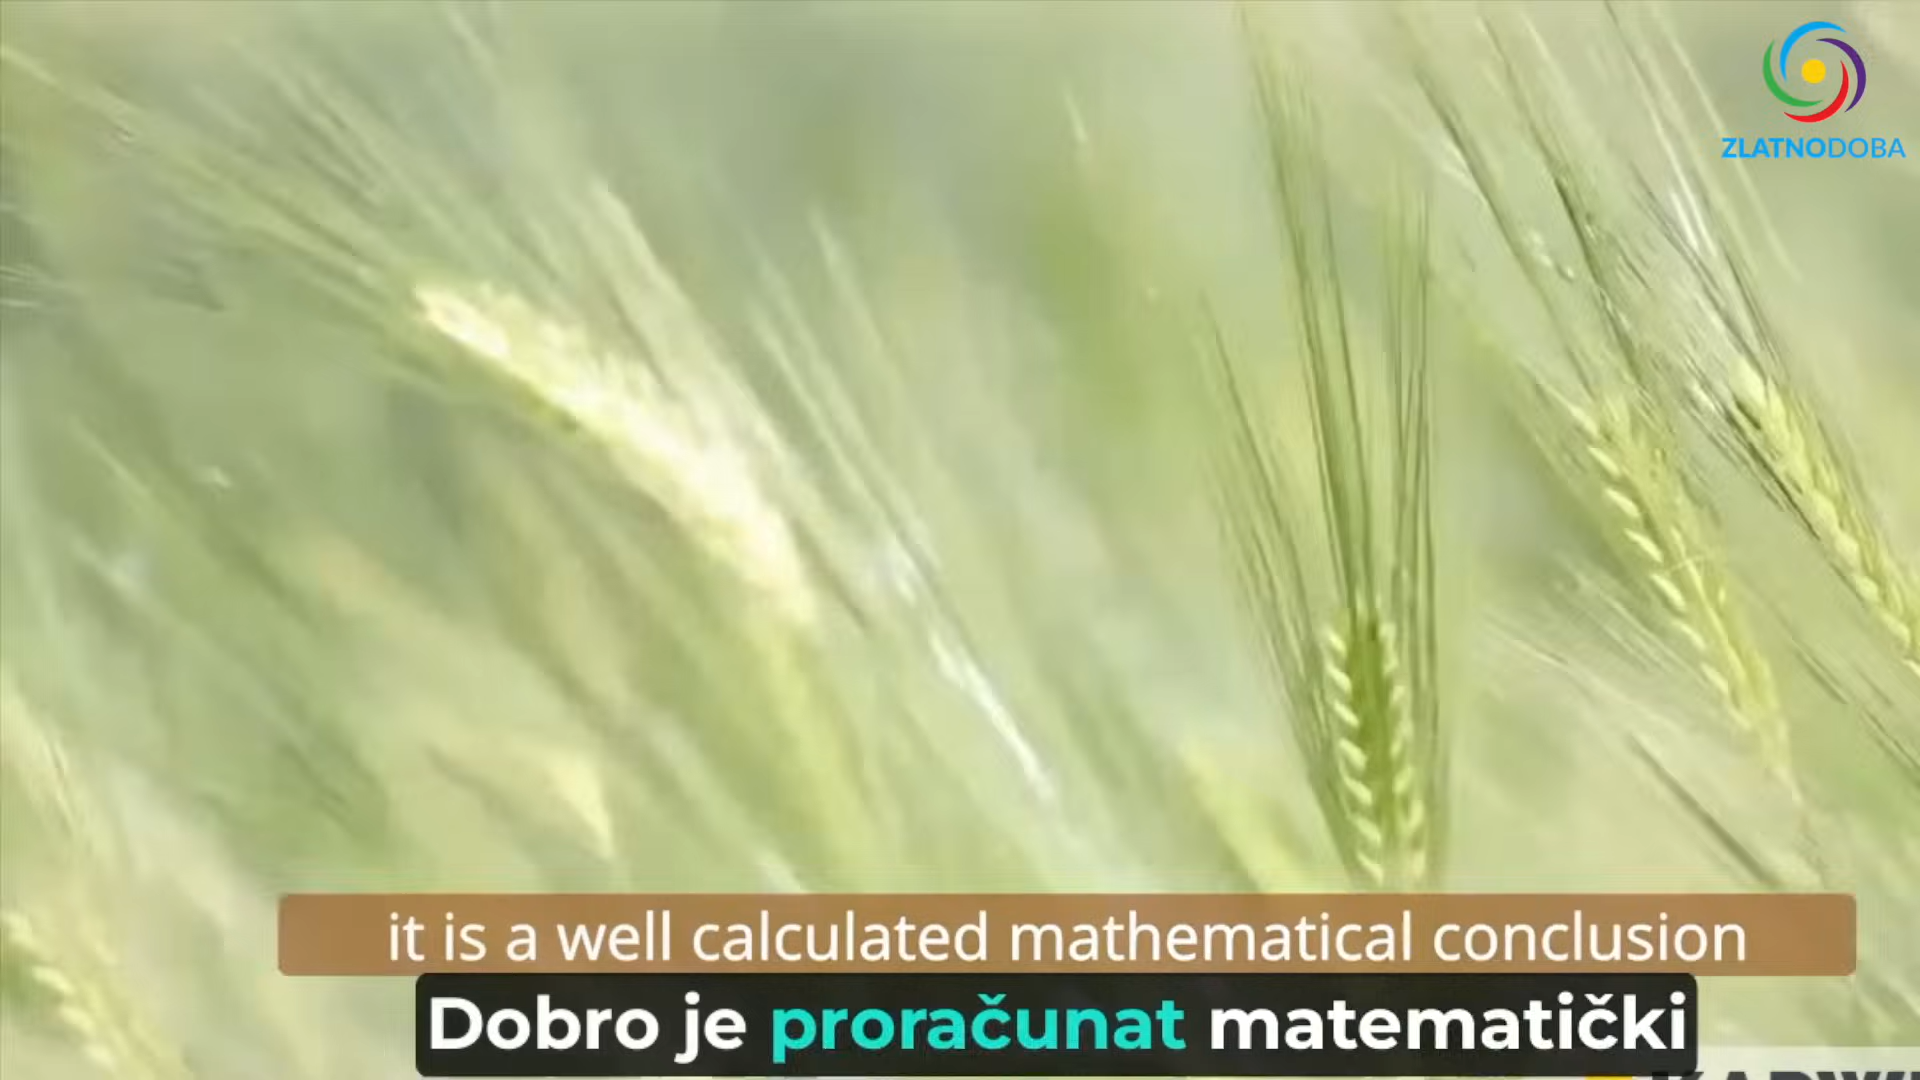 ZLATNODOBA
it is a well calculated mathematical conclusion
Dobro je proračunat matematički